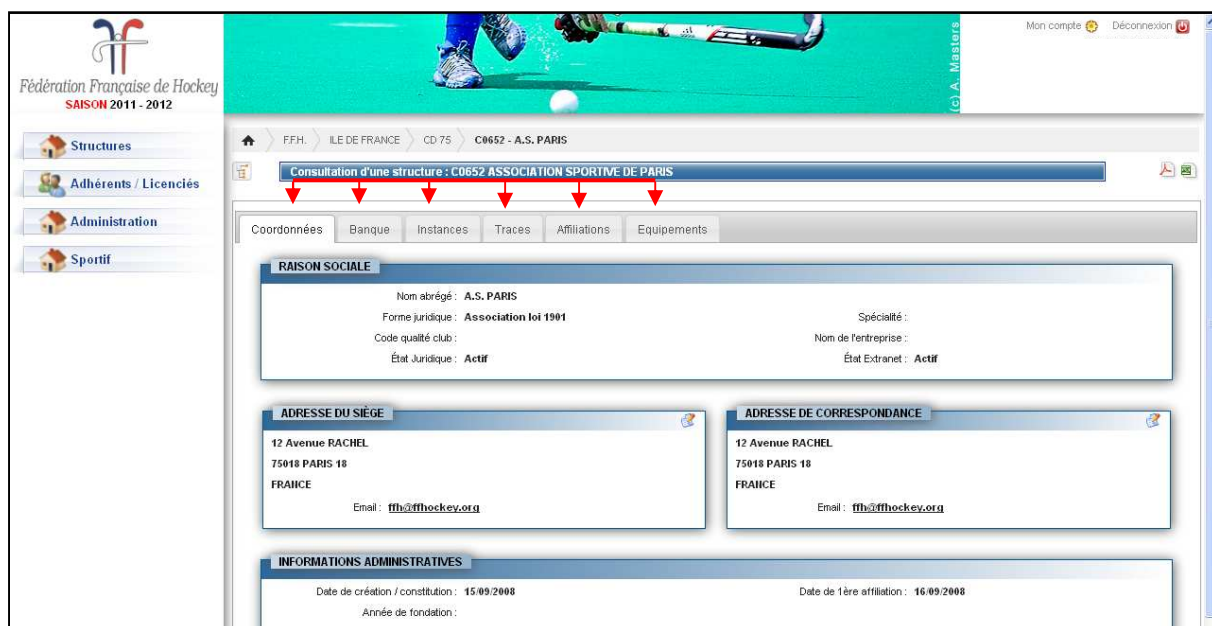 Fédération Française de Hockey
SAISON 2011 - 2012
(c) A. Masters
Mon compte
Déconnexion
Structures
Adhérents / Licenciés
Administration
Sportif
F.F.H. ILE DE FRANCE CD 75 C0652 - A.S. PARIS
Consultation d'une structure : C0652 ASSOCIATION SPORTIVE DE PARIS
Coordonnées Banque Instances Traces Affiliations Equipements
RAISON SOCIALE
Nom abrégé : A.S. PARIS
Forme juridique : Association loi 1901 Spécialité :
Code qualité club : Nom de l'entreprise :
État Juridique : Actif État Extranet : Actif
ADRESSE DU SIÈGE
12 Avenue RACHEL
75018 PARIS 18
FRANCE
Email : ffh@ffhockey.org
ADRESSE DE CORRESPONDANCE
12 Avenue RACHEL
75018 PARIS 18
FRANCE
Email : ffh@ffhockey.org
INFORMATIONS ADMINISTRATIVES
Date de création / constitution : 15/09/2008 Date de 1ère affiliation : 16/09/2008
Année de fondation :